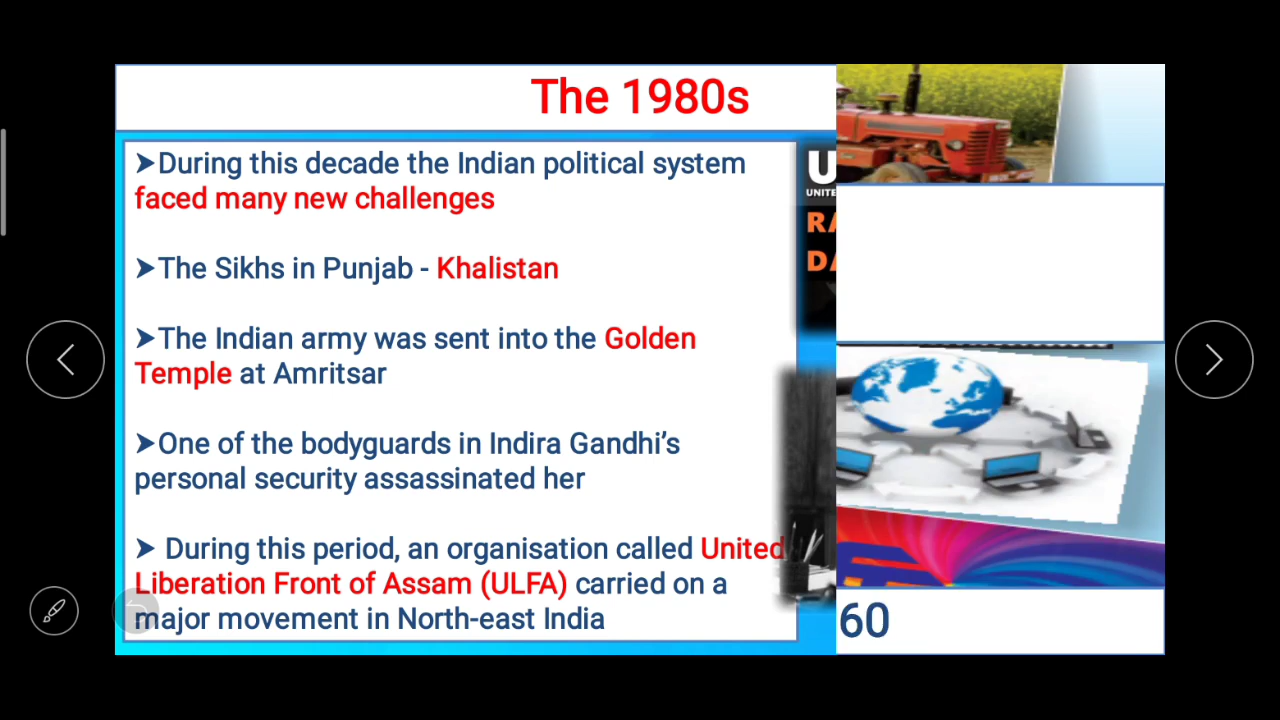 The 1980s
➤During this decade the Indian political system
faced many new challenges
➤The Sikhs in Punjab - Khalistan
➤The Indian army was sent into the Golden
Temple at Amritsar
➤One of the bodyguards in Indira Gandhi's
personal security assassinated her
➤ During this period, an organisation called United
Liberation Front of Assam (ULFA) carried on a
major movement in North-east India
U
UNITE
RA
DA
60